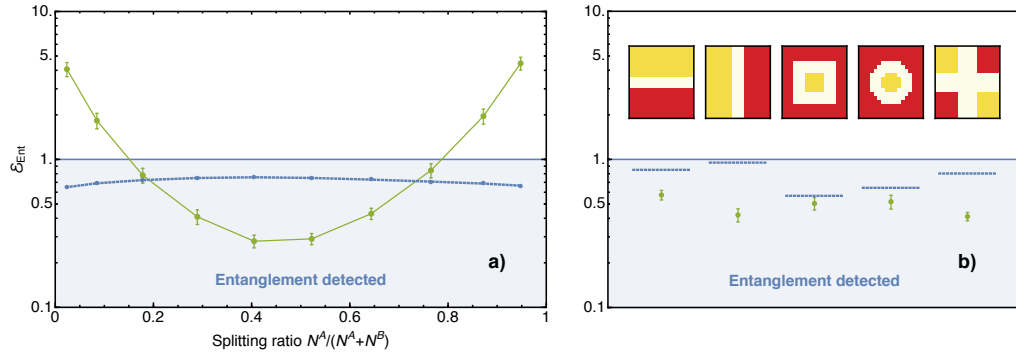 10.
5.
1.
0.5
0.1
ℰEnt
0
0.2
0.4
0.6
0.8
1
Splitting ratio N^A/(N^A+N^B)
Entanglement detected
a)
10.
5.
1.
0.5
0.1
Entanglement detected
b)